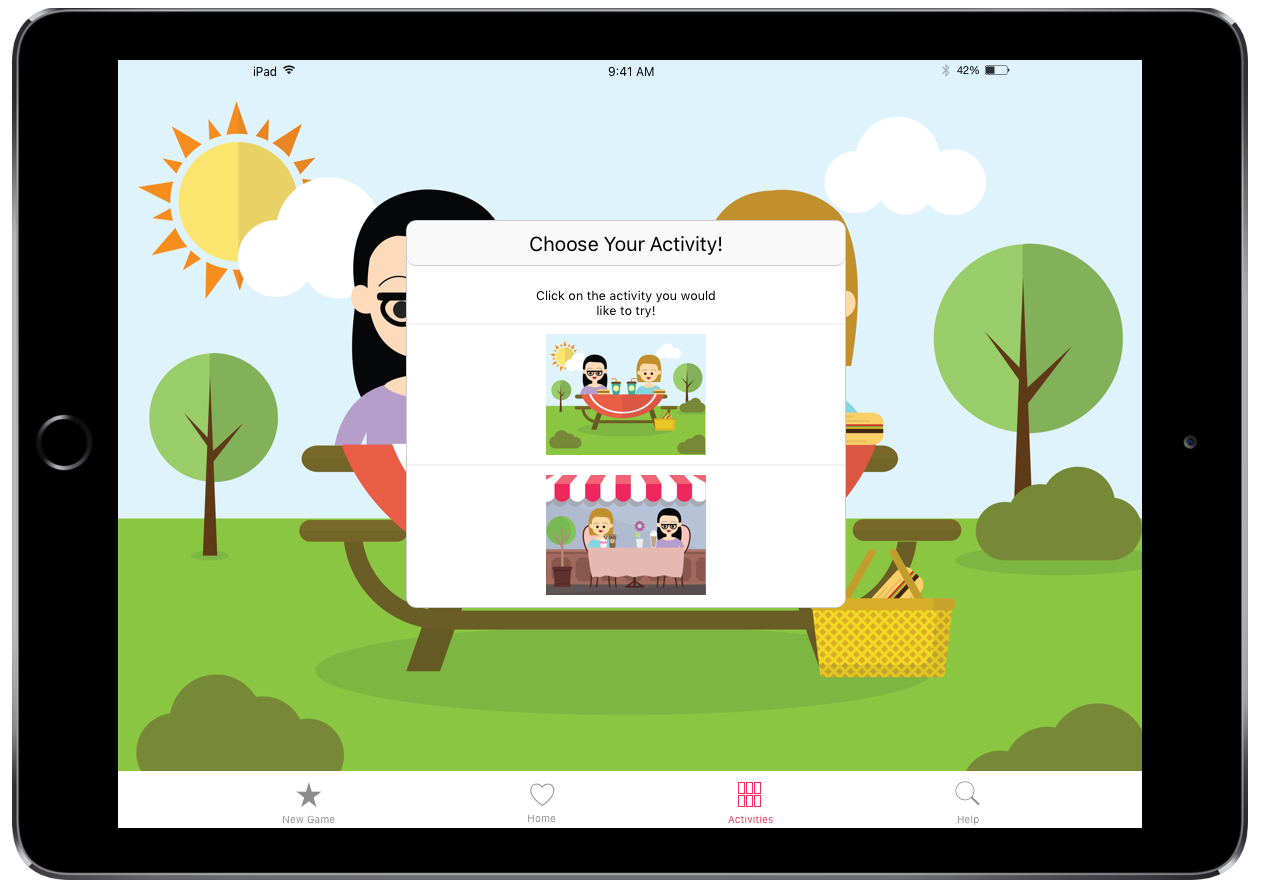 iPad
9:41 AM
42%
Choose Your Activity!
Click on the activity you would
like to try!
New Game
Home
Activities
Help